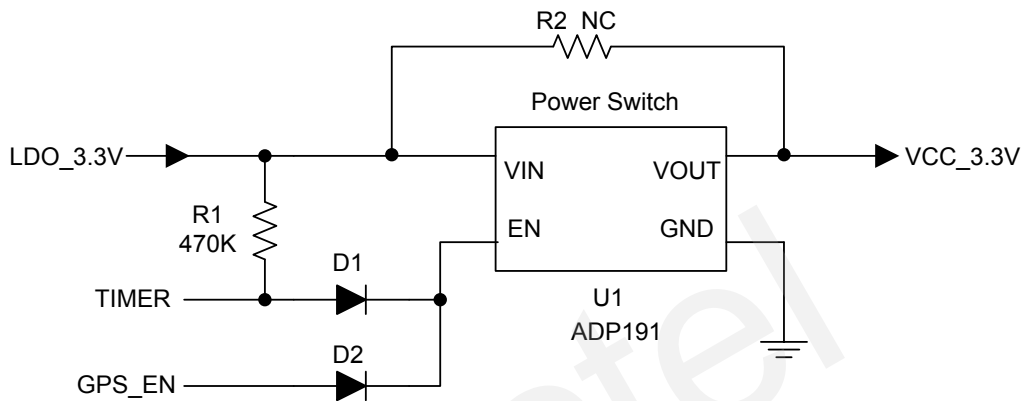 R2 NC
Power Switch
LDO_3.3V
VIN
VOUT
VCC_3.3V
R1
470K
EN
GND
D1
TIMER
U1
ADP191
D2
GPS_EN